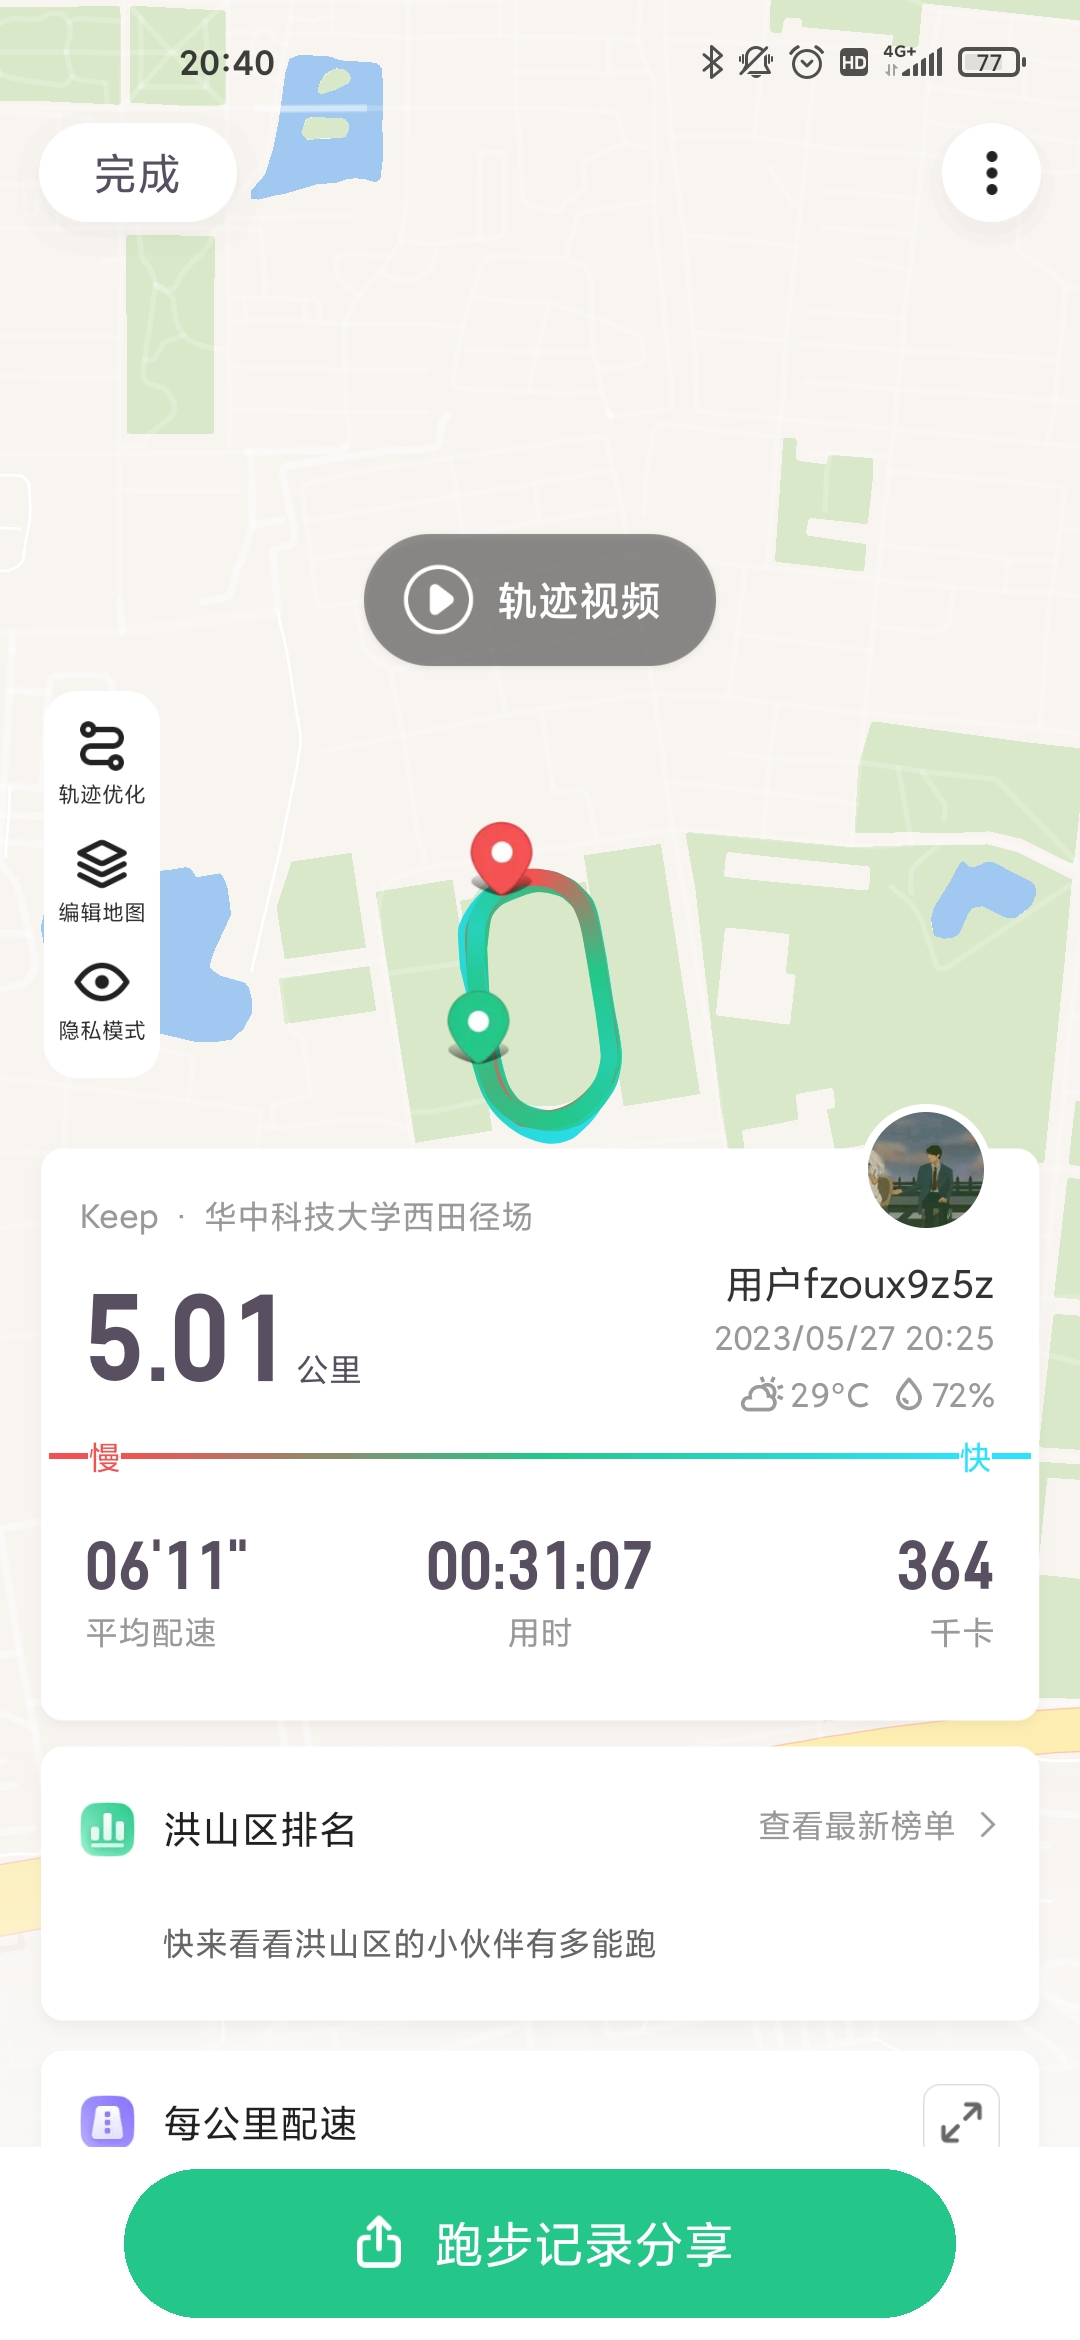 20:40
HD 4G+ 77
完成
轨迹视频
轨迹优化
编辑地图
隐私模式
Keep · 华中科技大学西田径场
5.01 公里
用户fzoux9z5z
2023/05/27 20:25
29°C 72%
慢 快
06'11" 00:31:07 364
平均配速 用时 千卡
洪山区排名 查看最新榜单
快来看看洪山区的小伙伴有多能跑
每公里配速
跑步记录分享